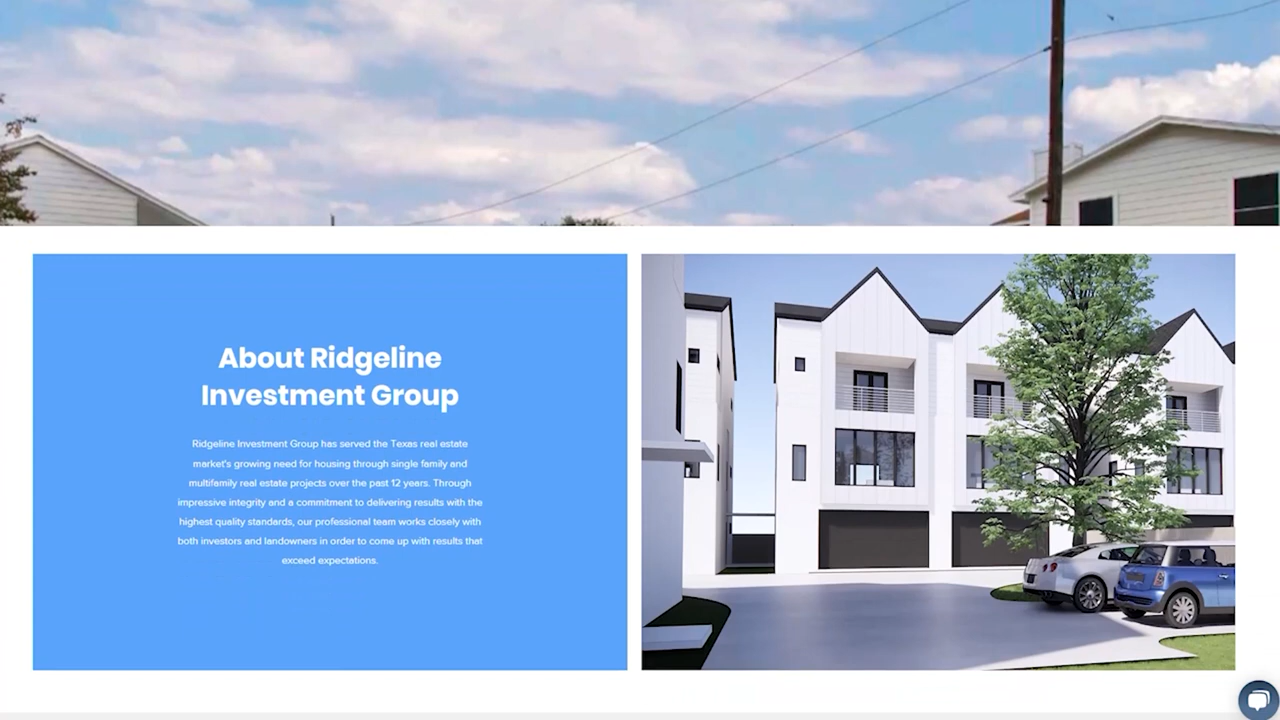 About Ridgeline
Investment Group
Ridgeline Investment Group has served the Texas real estate
market's growing need for housing through single family and
multifamily real estate projects over the past 12 years. Through
impressive integrity and a commitment to delivering results with the
highest quality standards, our professional team works closely with
both investors and landowners in order to come up with results that
exceed expectations.